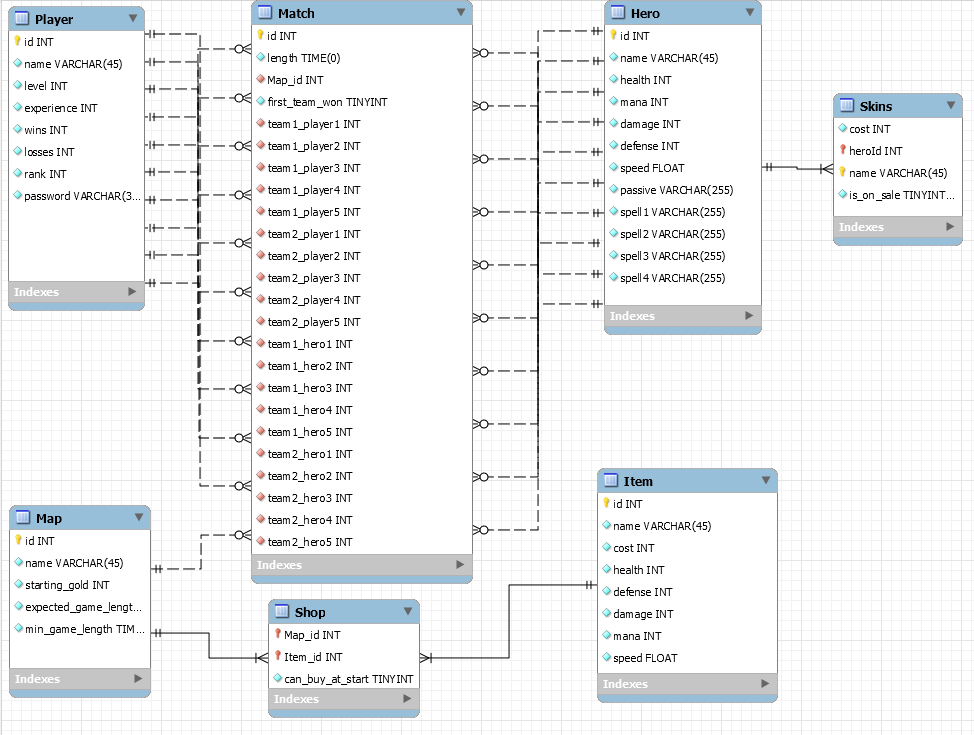 Player
id INT
name VARCHAR(45)
level INT
experience INT
wins INT
losses INT
rank INT
password VARCHAR(3...
Indexes
Match
id INT
length TIME(0)
Map_id INT
first_team_won TINYINT
team1_player1 INT
team1_player2 INT
team1_player3 INT
team1_player4 INT
team1_player5 INT
team2_player1 INT
team2_player2 INT
team2_player3 INT
team2_player4 INT
team2_player5 INT
team1_hero1 INT
team1_hero2 INT
team1_hero3 INT
team1_hero4 INT
team1_hero5 INT
team2_hero1 INT
team2_hero2 INT
team2_hero3 INT
team2_hero4 INT
team2_hero5 INT
Indexes
Hero
id INT
name VARCHAR(45)
health INT
mana INT
damage INT
defense INT
speed FLOAT
passive VARCHAR(255)
spell1 VARCHAR(255)
spell2 VARCHAR(255)
spell3 VARCHAR(255)
spell4 VARCHAR(255)
Indexes
Skins
cost INT
heroId INT
name VARCHAR(45)
is_on_sale TINYINT...
Indexes
Map
id INT
name VARCHAR(45)
starting_gold INT
expected_game_lengt...
min_game_length TIM...
Indexes
Shop
Map_id INT
Item_id INT
can_buy_at_start TINYINT
Indexes
Item
id INT
name VARCHAR(45)
cost INT
health INT
defense INT
damage INT
mana INT
speed FLOAT
Indexes